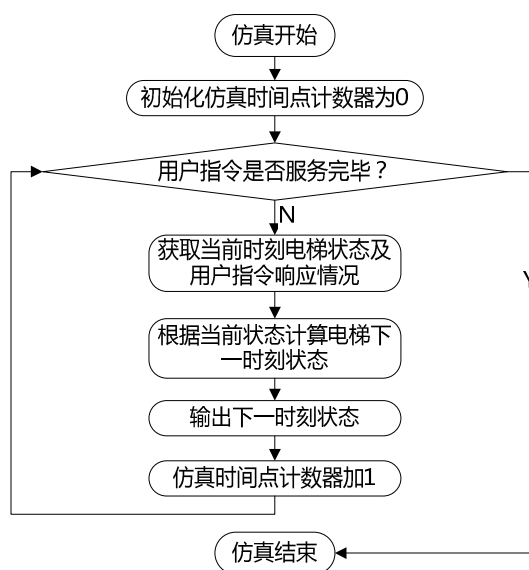 仿真开始
初始化仿真时间点计数器为0
用户指令是否服务完毕？
N
获取当前时刻电梯状态及
用户指令响应情况
Y
根据当前状态计算电梯下
一时刻状态
输出下一时刻状态
仿真时间点计数器加1
仿真结束